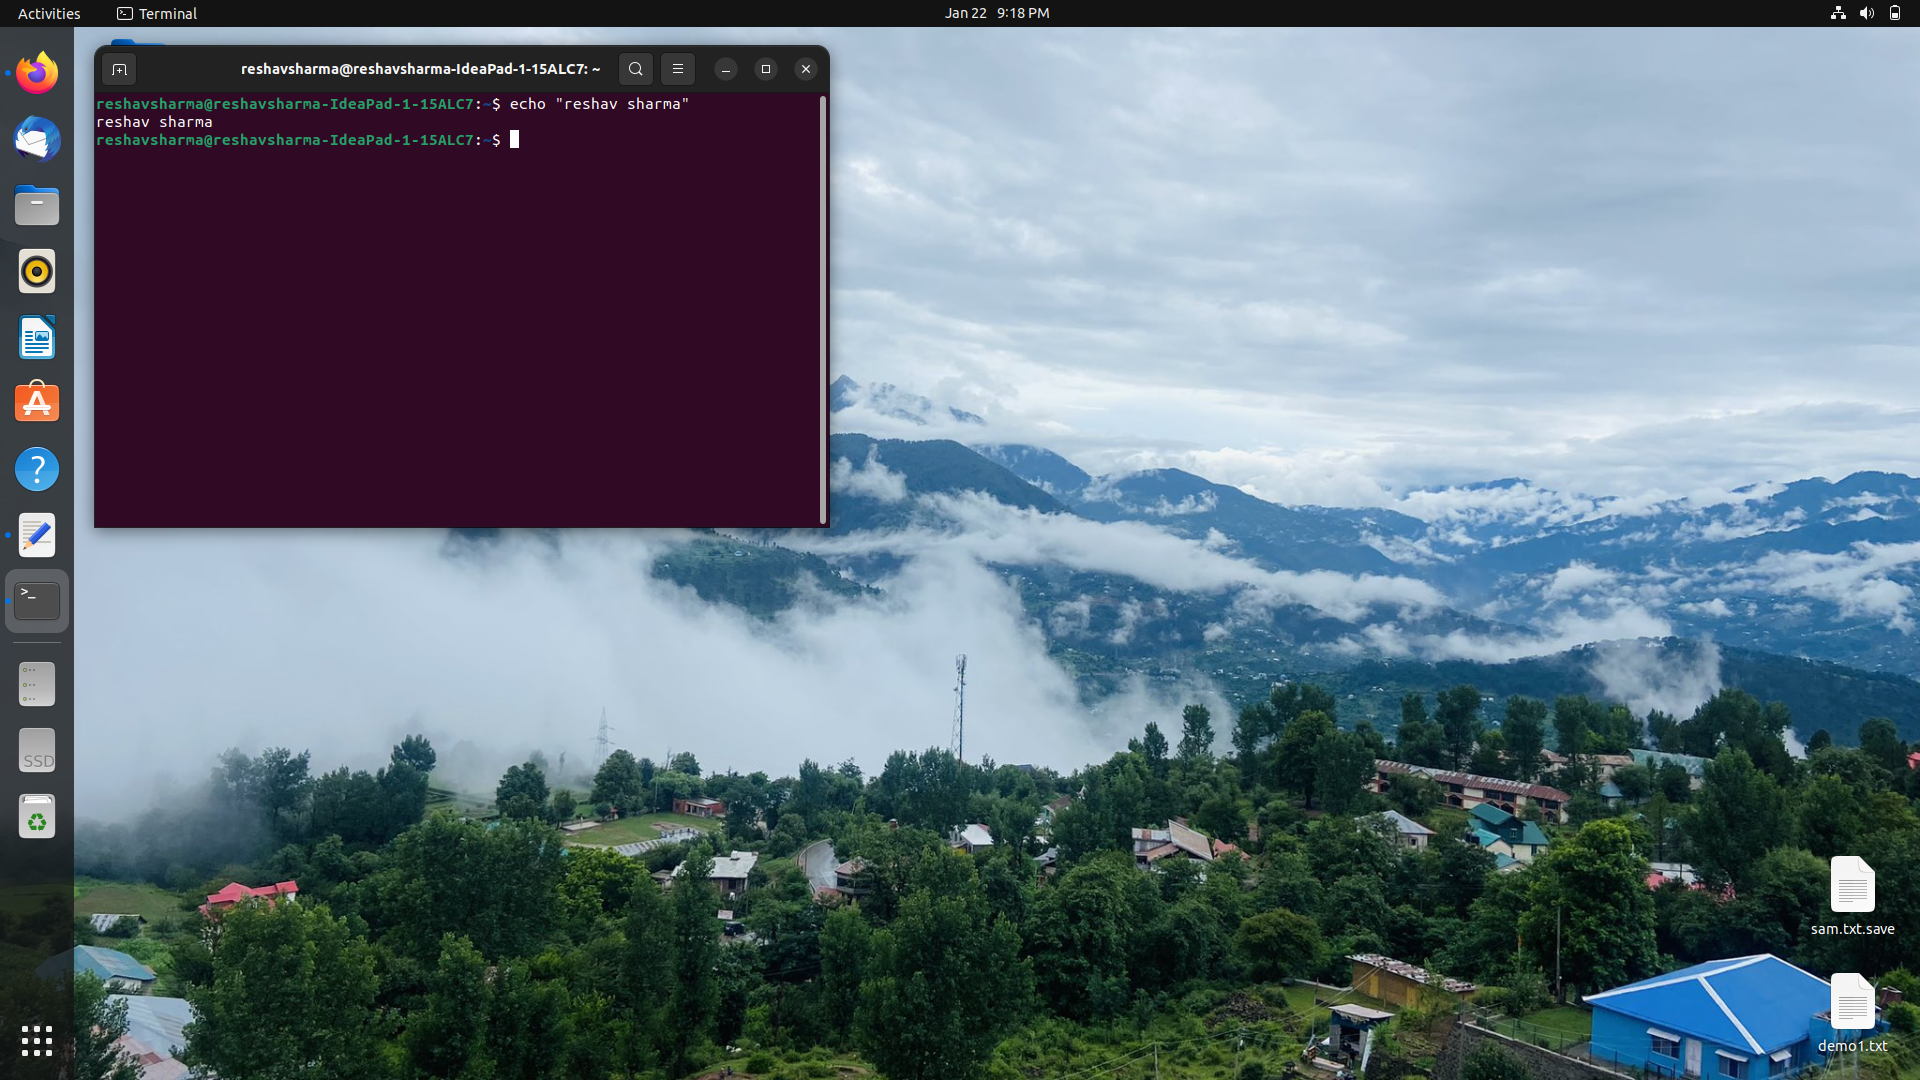 Activities Terminal Jan 22 9:18 PM
reshavsharma@reshavsharma-IdeaPad-1-15ALC7: ~
reshavsharma@reshavsharma-IdeaPad-1-15ALC7:~$ echo "reshav sharma"
reshav sharma
reshavsharma@reshavsharma-IdeaPad-1-15ALC7:~$
>_
SSD
sam.txt.save
demo1.txt